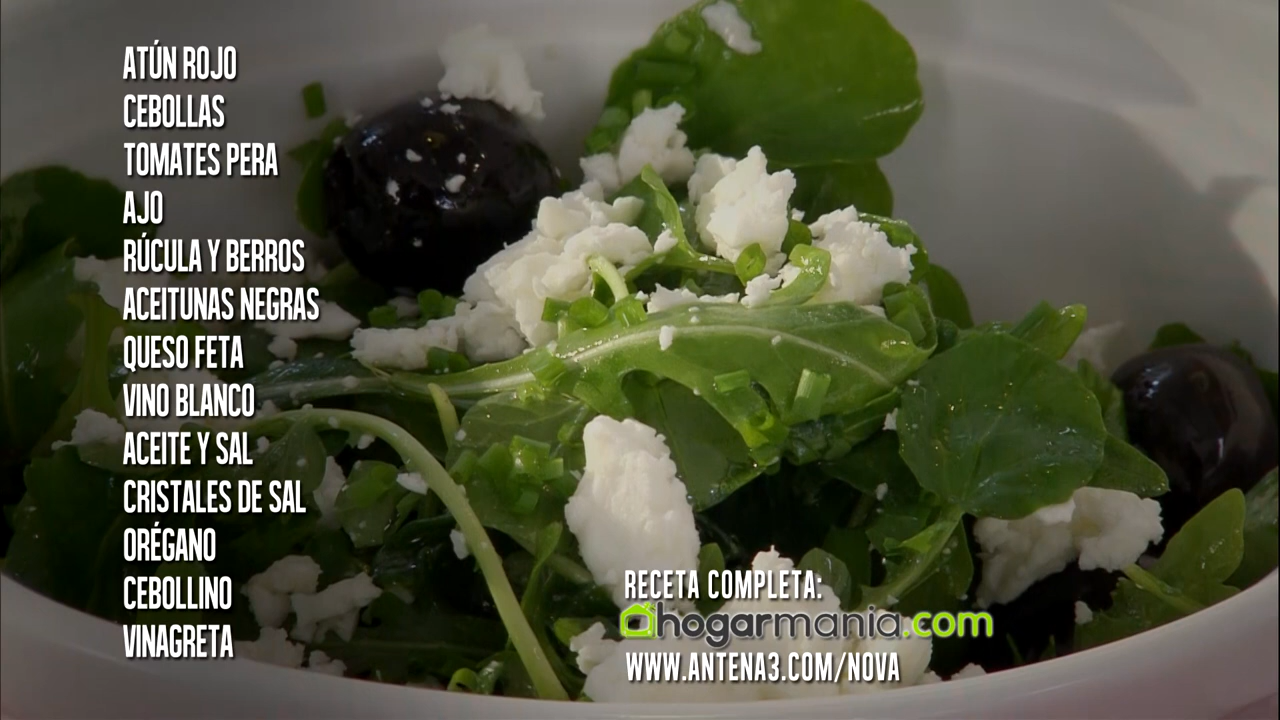 ATÚN ROJO
CEBOLLAS
TOMATES PERA
AJO
RÚCULA Y BERROS
ACEITUNAS NEGRAS
QUESO FETA
VINO BLANCO
ACEITE Y SAL
CRISTALES DE SAL
ORÉGANO
CEBOLLINO
VINAGRETA
RECETA COMPLETA:
hogarmania.com
WWW.ANTENA3.COM/NOVA